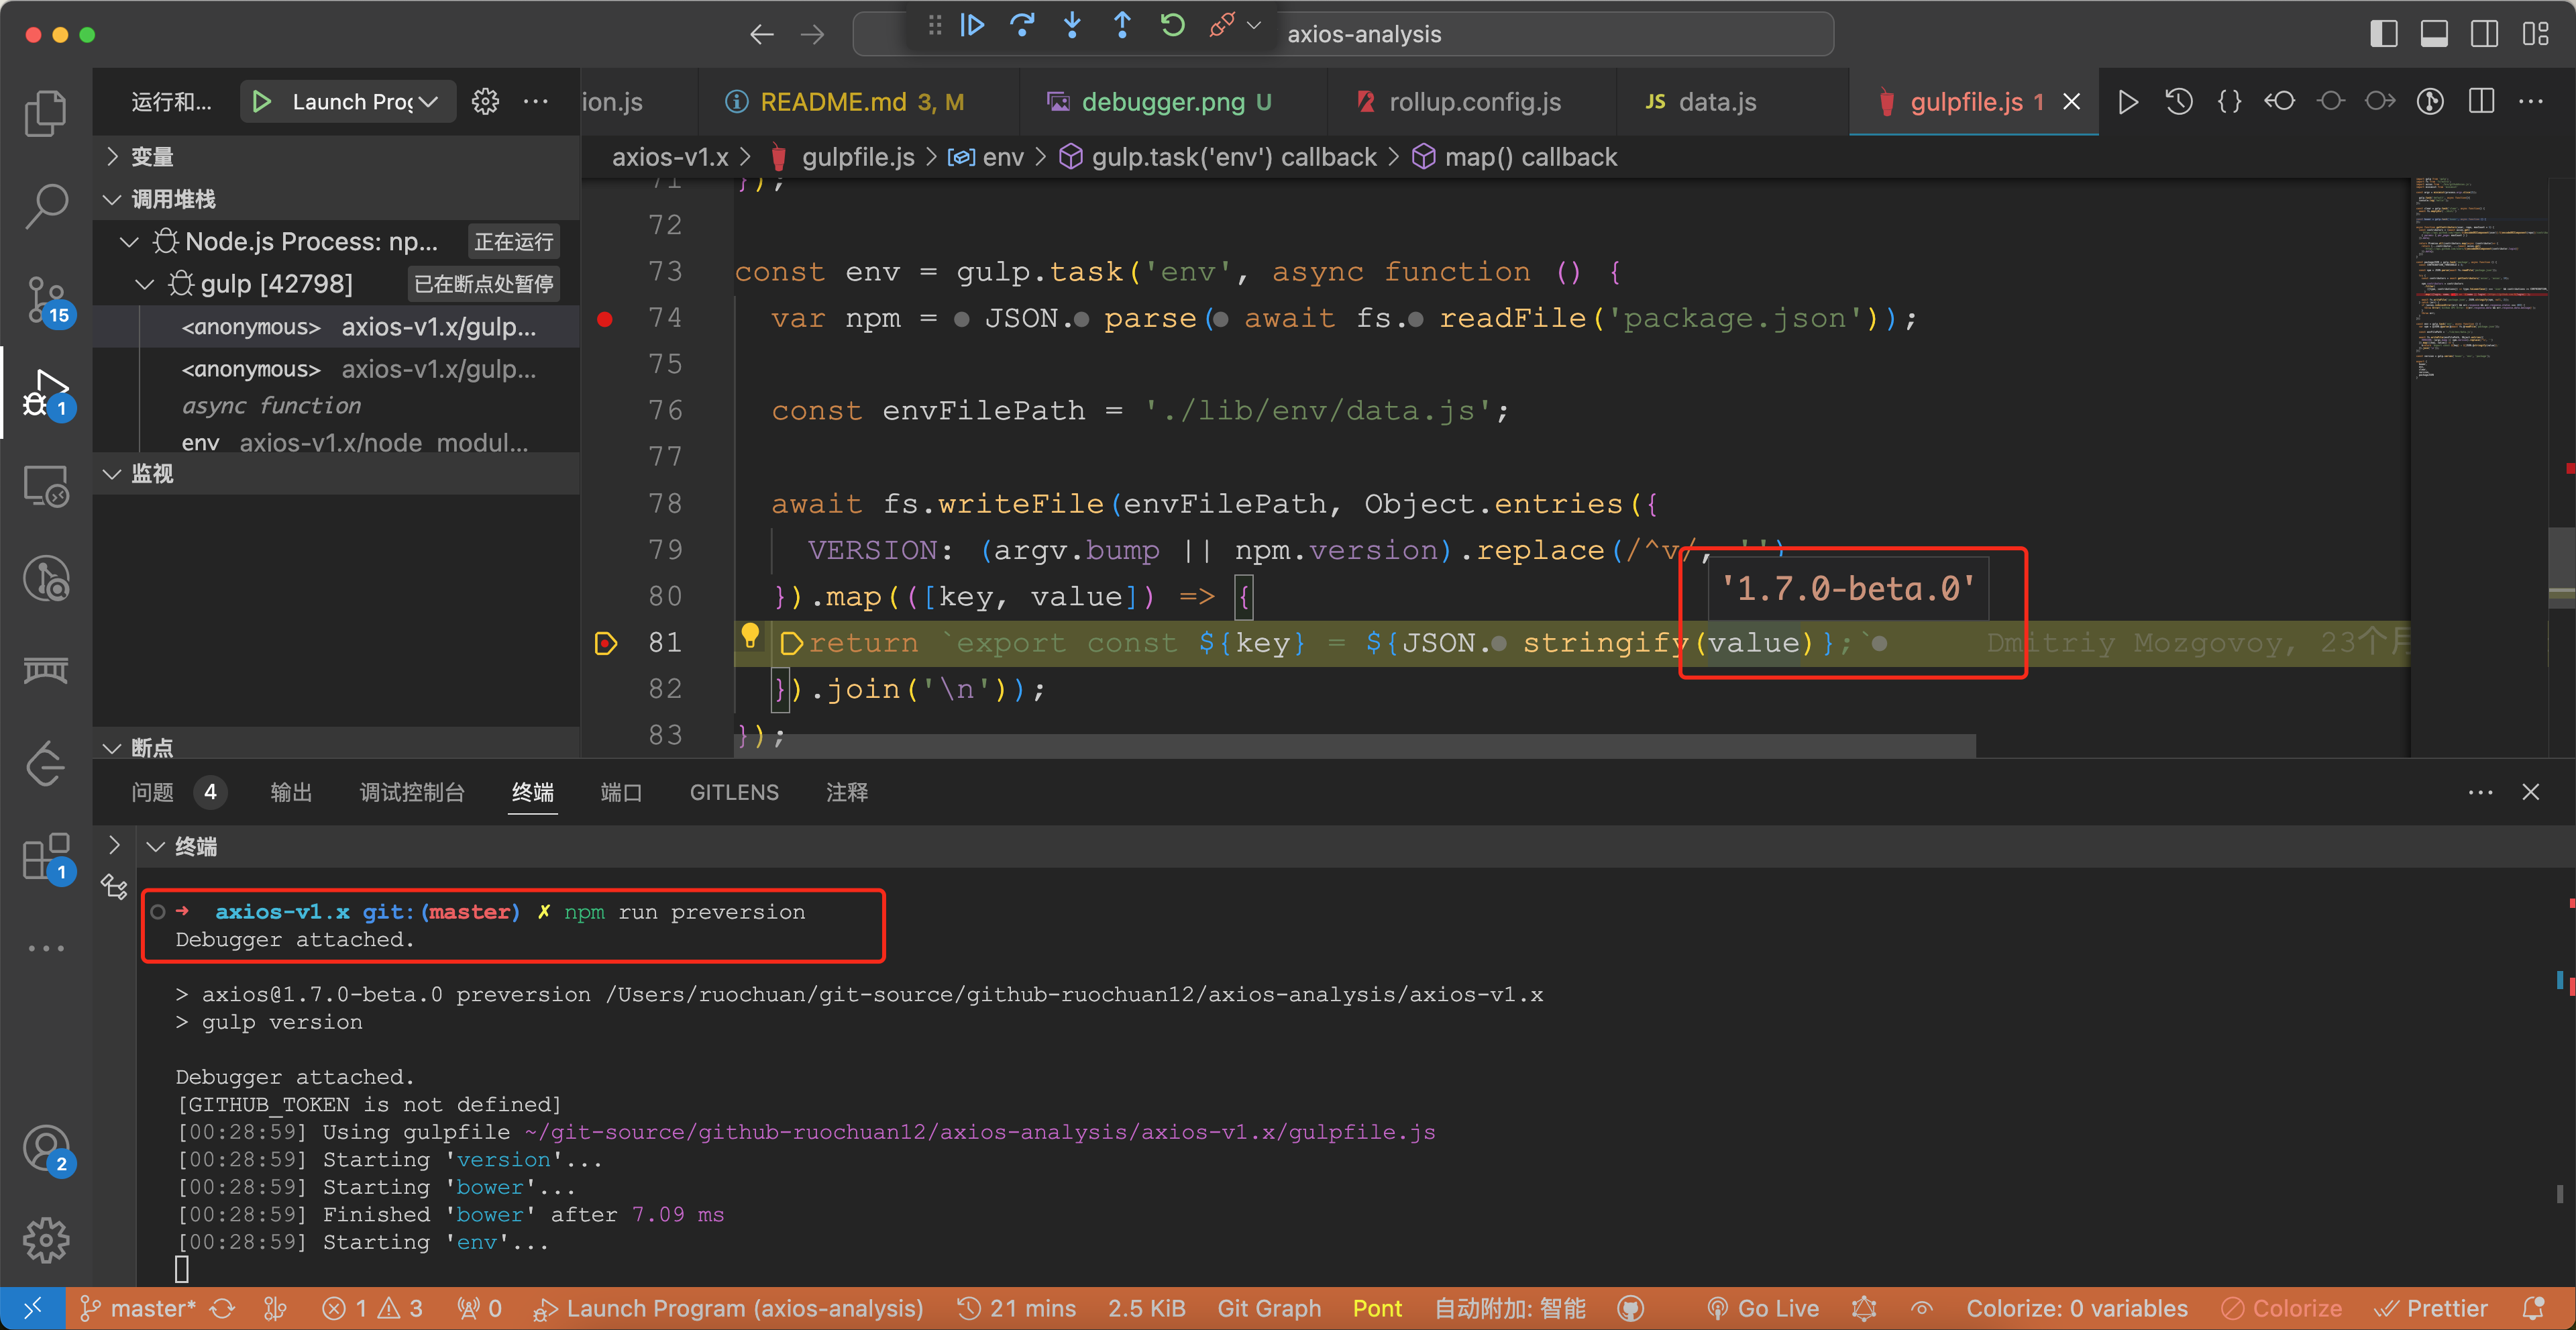 axios-analysis
运行和...
Launch Prog
ion.js
README.md 3, M
debugger.png U
rollup.config.js
JS data.js
gulpfile.js 1
变量
调用堆栈
Node.js Process: np... 正在运行
gulp [42798] 已在断点处暂停
<anonymous> axios-v1.x/gulp...
<anonymous> axios-v1.x/gulp...
async function
env axios-v1.x/node_modul...
监视
断点
15
1
1
2
axios-v1.x > gulpfile.js > env > gulp.task('env') callback > map() callback
71 });
72
73 const env = gulp.task('env', async function () {
74 var npm = JSON. parse( await fs. readFile('package.json'));
75
76 const envFilePath = './lib/env/data.js';
77
78 await fs.writeFile(envFilePath, Object.entries({
79 VERSION: (argv.bump || npm.version).replace(/^v/, '')
'1.7.0-beta.0'
80 }).map(([key, value]) => {
81 return `export const ${key} = ${JSON. stringify(value)};` Dmitriy Mozgovoy, 23个月
82 }).join('\n'));
83 });
问题 4 输出 调试控制台 终端 端口 GITLENS 注释
终端
→ axios-v1.x git:(master) ✗ npm run preversion
Debugger attached.
> axios@1.7.0-beta.0 preversion /Users/ruochuan/git-source/github-ruochuan12/axios-analysis/axios-v1.x
> gulp version
Debugger attached.
[GITHUB_TOKEN is not defined]
[00:28:59] Using gulpfile ~/git-source/github-ruochuan12/axios-analysis/axios-v1.x/gulpfile.js
[00:28:59] Starting 'version'...
[00:28:59] Starting 'bower'...
[00:28:59] Finished 'bower' after 7.09 ms
[00:28:59] Starting 'env'...
master* 1 3 0 Launch Program (axios-analysis) 21 mins 2.5 KiB Git Graph Pont 自动附加: 智能 Go Live Colorize: 0 variables Colorize Prettier